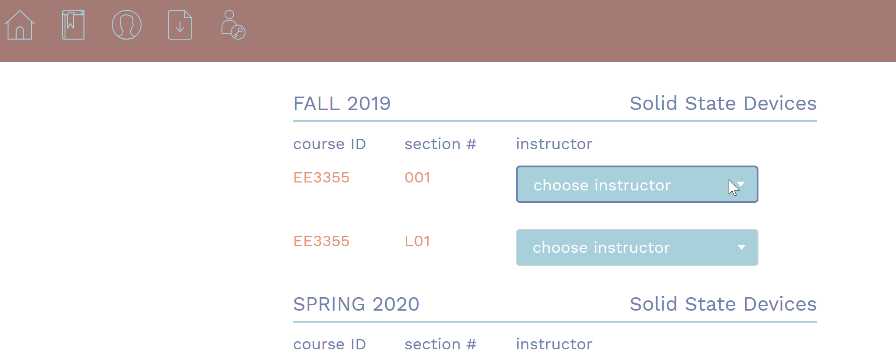 FALL 2019 Solid State Devices
course ID section # instructor
EE3355 001 choose instructor
EE3355 L01 choose instructor
SPRING 2020 Solid State Devices
course ID section # instructor